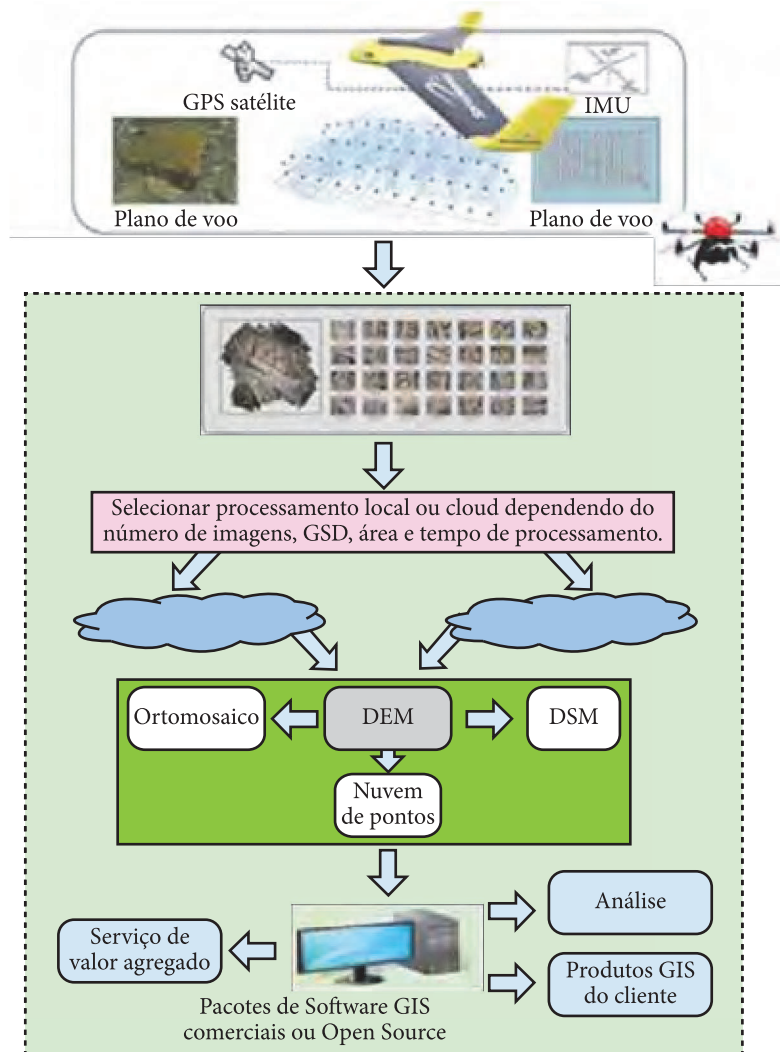 GPS satélite
IMU
Plano de voo
Plano de voo
Selecionar processamento local ou cloud dependendo do
número de imagens, GSD, área e tempo de processamento.
Ortomosaico
DEM
DSM
Nuvem
de pontos
Serviço de
valor agregado
Análise
Produtos GIS
do cliente
Pacotes de Software GIS
comerciais ou Open Source